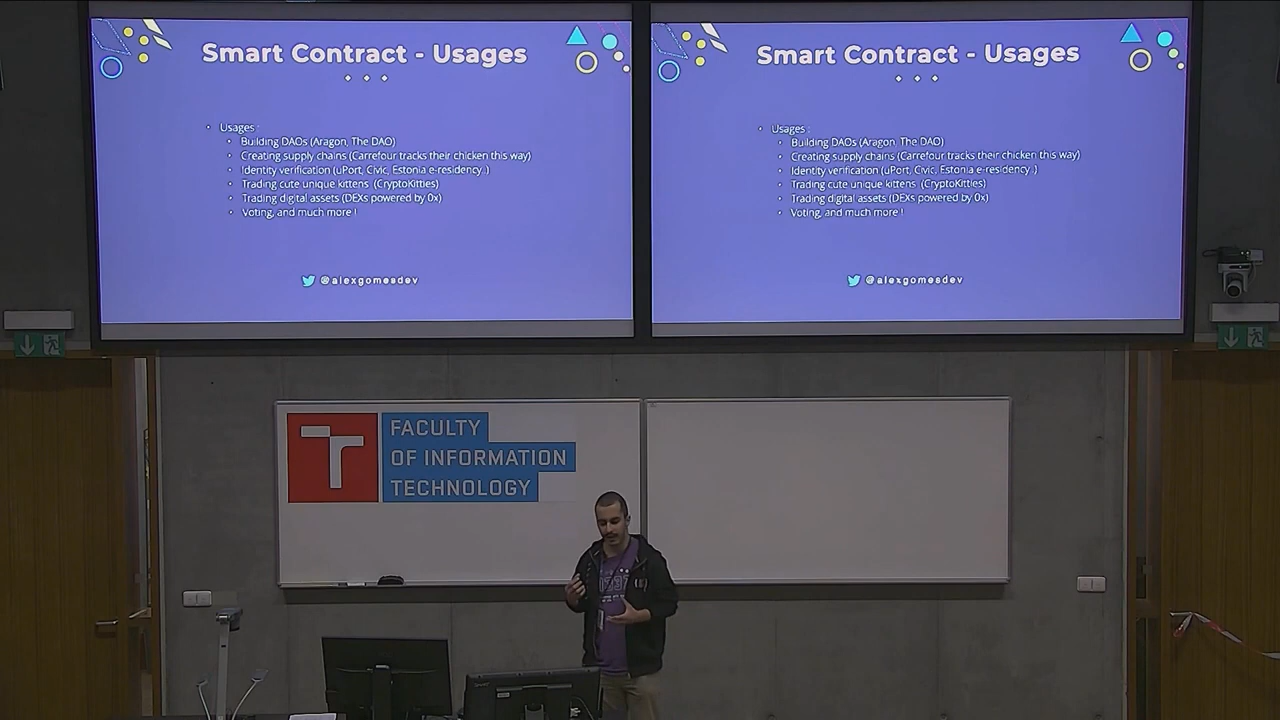 Smart Contract - Usages
• Usages :
• Building DAOs (Aragon, The DAO)
• Creating supply chains (Carrefour tracks their chicken this way)
• Identity verification (uPort, Civic, Estonia e-residency..)
• Trading cute unique kittens (CryptoKitties)
• Trading digital assets (DEXs powered by 0x)
• Voting, and much more !
@alexgomesdev
Smart Contract - Usages
• Usages :
• Building DAOs (Aragon, The DAO)
• Creating supply chains (Carrefour tracks their chicken this way)
• Identity verification (uPort, Civic, Estonia e-residency..)
• Trading cute unique kittens (CryptoKitties)
• Trading digital assets (DEXs powered by 0x)
• Voting, and much more !
@alexgomesdev
FACULTY
OF INFORMATION
TECHNOLOGY